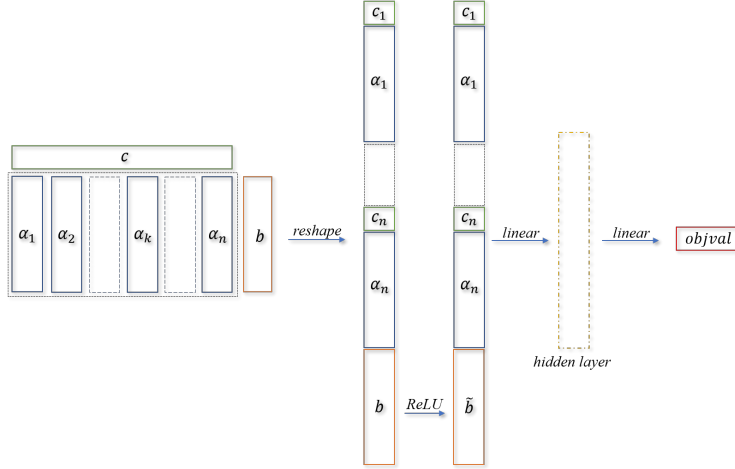 c
α₁ α₂ αₖ αₙ b
reshape
c₁
α₁
cₙ
αₙ
b
ReLU
c₁
α₁
cₙ
αₙ
b̃
linear
hidden layer
linear
objval